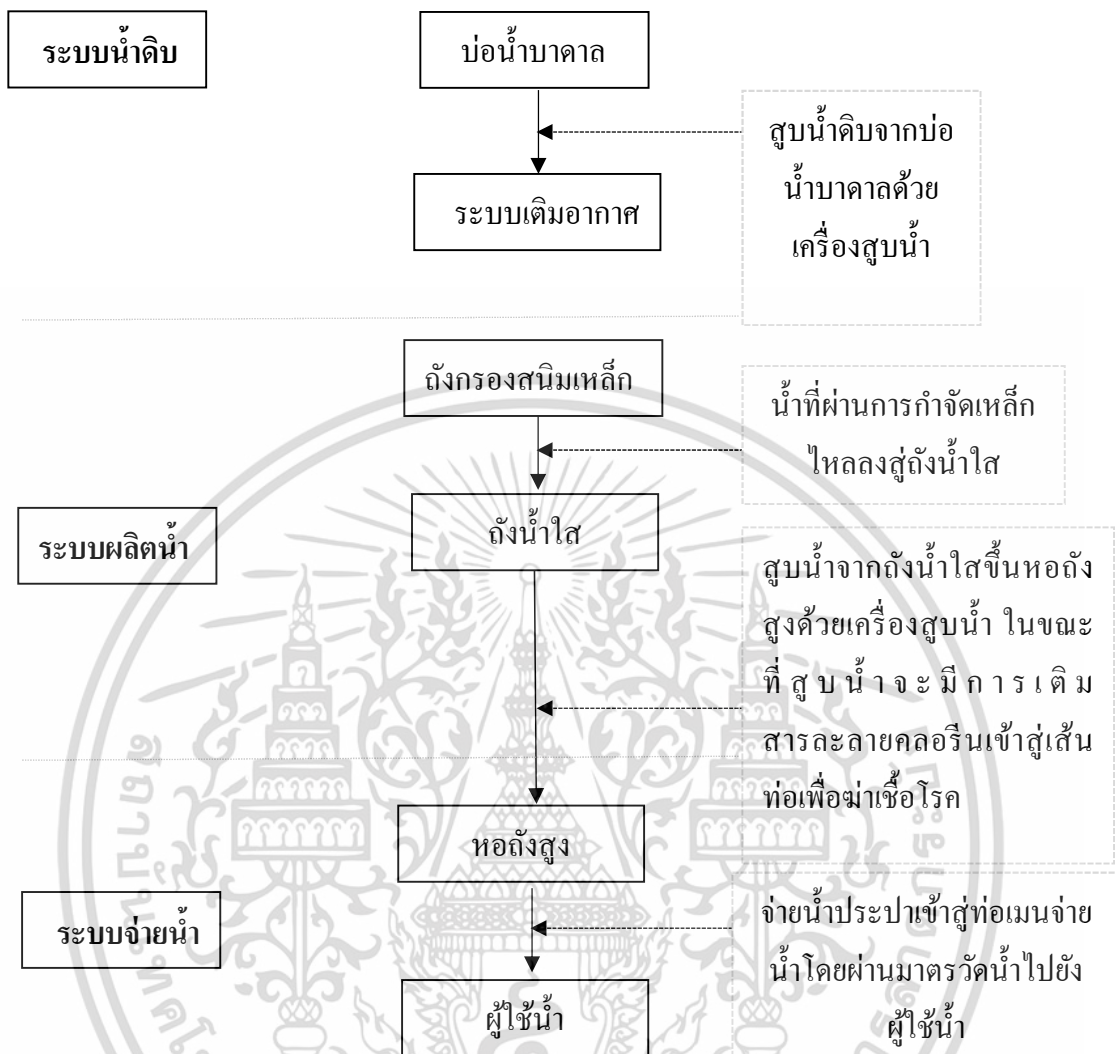 ระบบน้ำดิบ
บ่อน้ำบาดาล
สูบน้ำดิบจากบ่อ
น้ำบาดาลด้วย
เครื่องสูบน้ำ
ระบบเติมอากาศ
ถังกรองสนิมเหล็ก
น้ำที่ผ่านการกำจัดเหล็ก
ไหลลงสู่ถังน้ำใส
ระบบผลิตน้ำ
ถังน้ำใส
สูบน้ำจากถังน้ำใสขึ้นหอถัง
สูงด้วยเครื่องสูบน้ำ ในขณะ
ที่ สู บ น้ำ จ ะ มี ก า ร เ ติ ม
สารละลายคลอรีนเข้าสู่เส้น
ท่อเพื่อฆ่าเชื้อโรค
หอถังสูง
ระบบจ่ายน้ำ
จ่ายน้ำประปาเข้าสู่ท่อเมนจ่าย
น้ำโดยผ่านมาตรวัดน้ำไปยัง
ผู้ใช้น้ำ
ผู้ใช้น้ำ